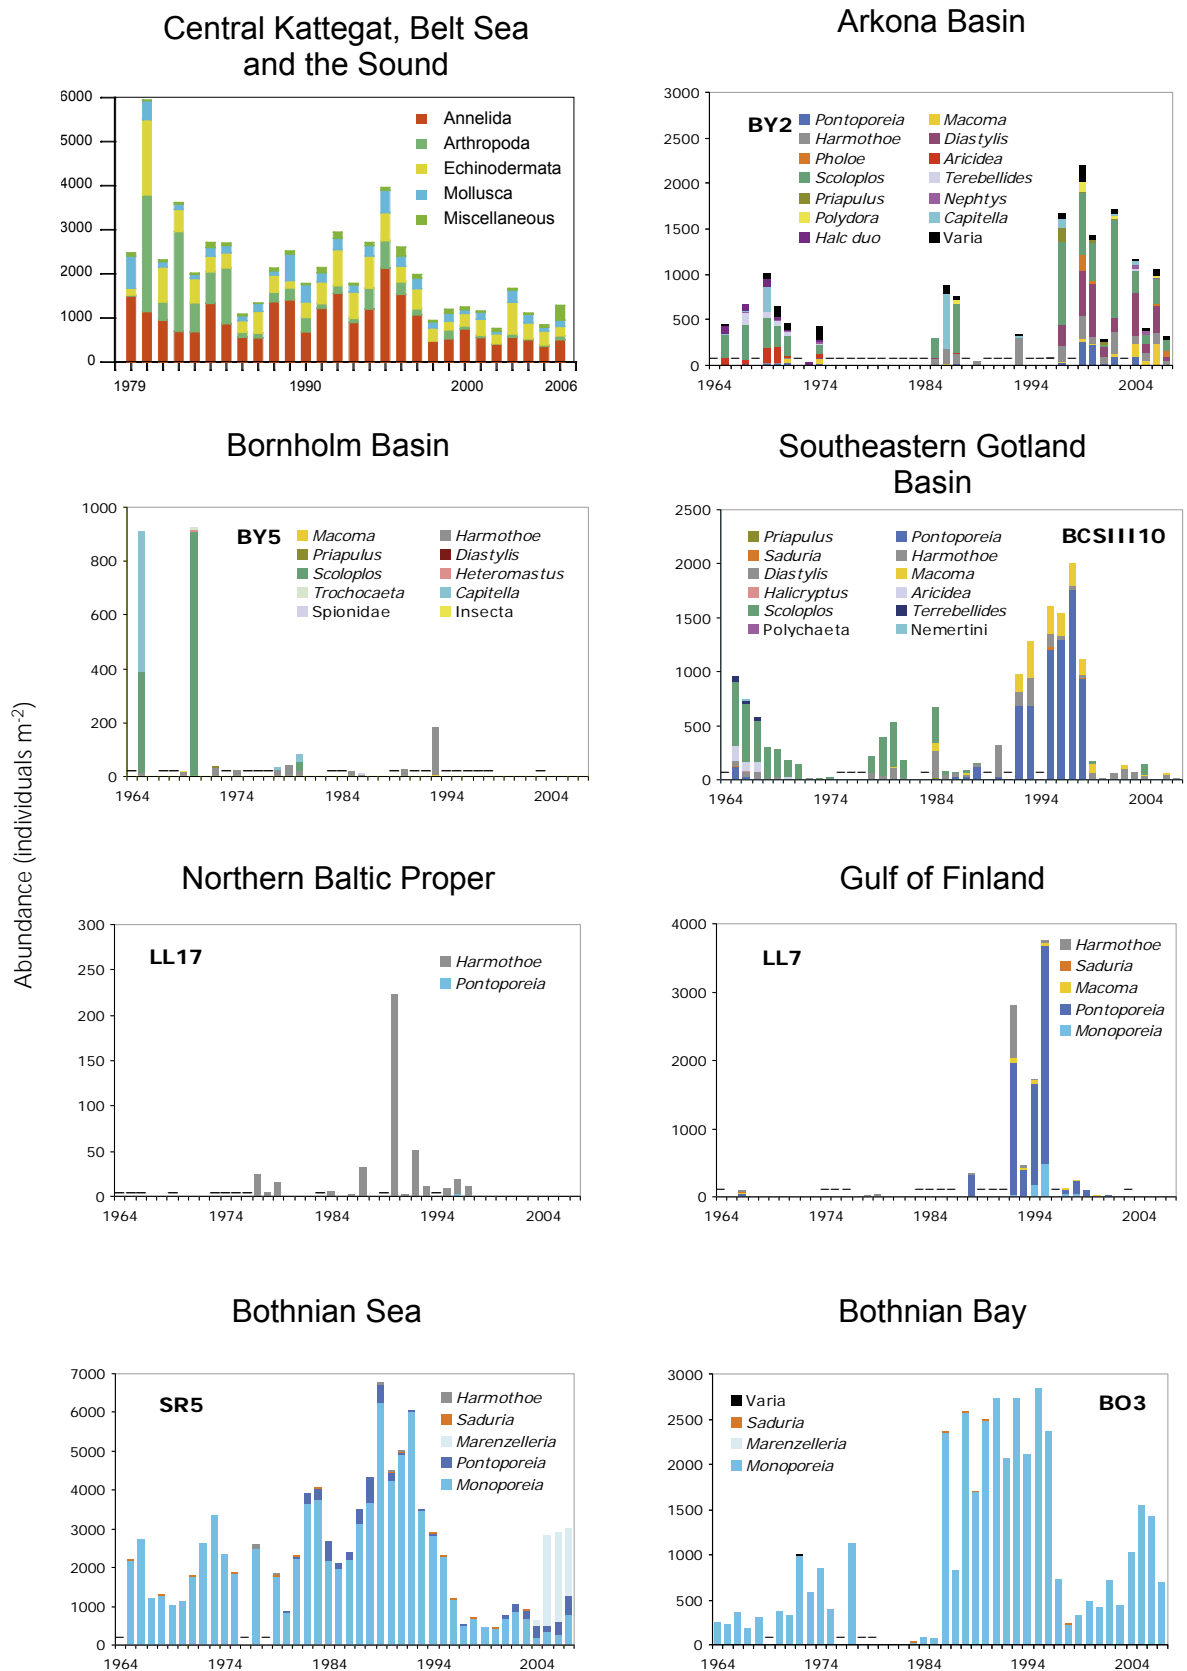 Central Kattegat, Belt Sea
and the Sound
6000
5000
4000
3000
2000
1000
0
Annelida
Arthropoda
Echinodermata
Mollusca
Miscellaneous
1979 1990 2000 2006
Arkona Basin
3000
2500
2000
1500
1000
500
0
BY2
Pontoporeia Macoma
Harmothoe Diastylis
Pholoe Aricidea
Scoloplos Terebellides
Priapulus Nephtys
Polydora Capitella
Halc duo Varia
1964 1974 1984 1994 2004
Bornholm Basin
1000
800
600
400
200
0
BY5
Macoma Harmothoe
Priapulus Diastylis
Scoloplos Heteromastus
Trochocaeta Capitella
Spionidae Insecta
1964 1974 1984 1994 2004
Southeastern Gotland
Basin
2500
2000
1500
1000
500
0
BCSIII10
Priapulus Pontoporeia
Saduria Harmothoe
Diastylis Macoma
Halicryptus Aricidea
Scoloplos Terrebellides
Polychaeta Nemertini
1964 1974 1984 1994 2004
Abundance (individuals m-2)
Northern Baltic Proper
300
250
200
150
100
50
0
LL17
Harmothoe
Pontoporeia
1964 1974 1984 1994 2004
Gulf of Finland
4000
3000
2000
1000
0
LL7
Harmothoe
Saduria
Macoma
Pontoporeia
Monoporeia
1964 1974 1984 1994 2004
Bothnian Sea
7000
6000
5000
4000
3000
2000
1000
0
SR5
Harmothoe
Saduria
Marenzelleria
Pontoporeia
Monoporeia
1964 1974 1984 1994 2004
Bothnian Bay
3000
2500
2000
1500
1000
500
0
BO3
Varia
Saduria
Marenzelleria
Monoporeia
1964 1974 1984 1994 2004